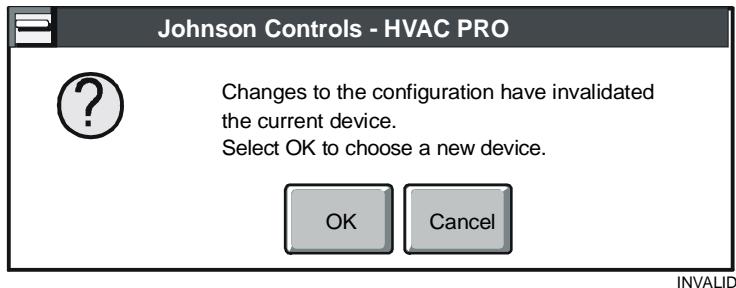 Johnson Controls - HVAC PRO
?
Changes to the configuration have invalidated
the current device.
Select OK to choose a new device.
OK
Cancel
INVALID